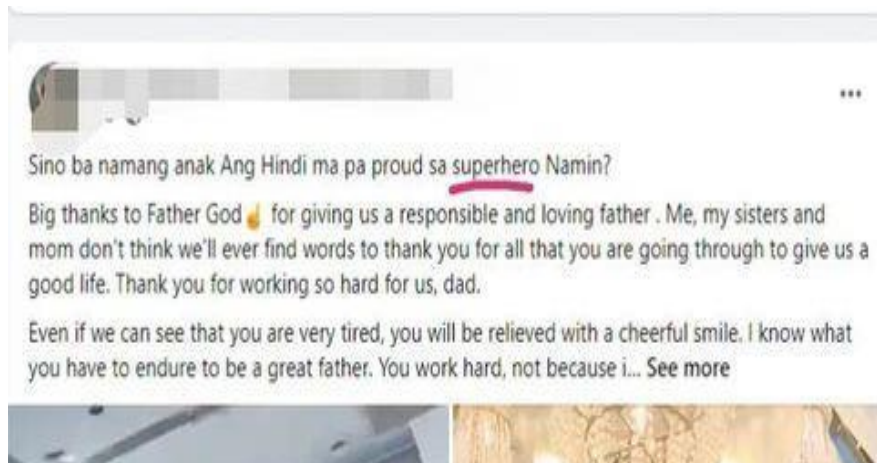 Sino ba namang anak Ang Hindi ma pa proud sa superhero Namin?
Big thanks to Father God☝ for giving us a responsible and loving father . Me, my sisters and
mom don't think we'll ever find words to thank you for all that you are going through to give us a
good life. Thank you for working so hard for us, dad.
Even if we can see that you are very tired, you will be relieved with a cheerful smile. I know what
you have to endure to be a great father. You work hard, not because i... See more